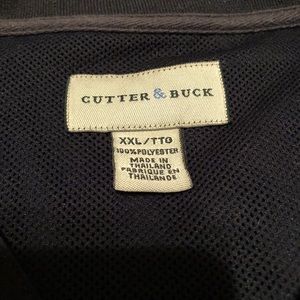 CUTTER & BUCK
XXL/TTG
100% POLYESTER
MADE IN
THAILAND
FABRIQUE EN
THAILANDE